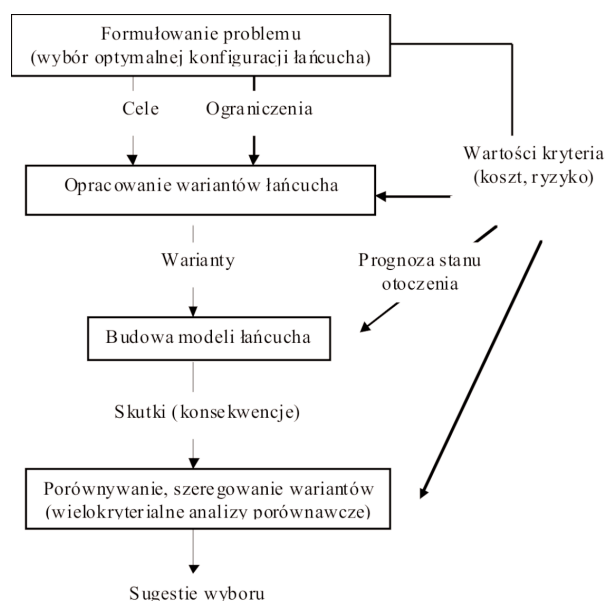 Formułowanie problemu
(wybór optymalnej konfiguracji łańcucha)
Cele
Ograniczenia
Wartości kryteria
(koszt, ryzyko)
Opracowanie wariantów łańcucha
Warianty
Prognoza stanu
otoczenia
Budowa modeli łańcucha
Skutki (konsekwencje)
Porównywanie, szeregowanie wariantów
(wielokryterialne analizy porównawcze)
Sugestie wyboru